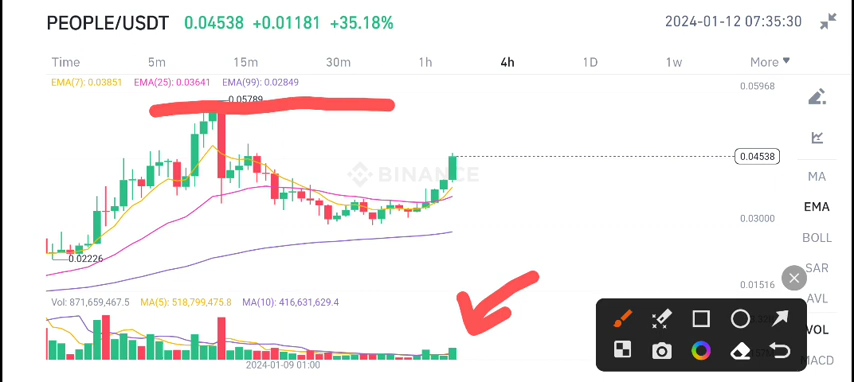 PEOPLE/USDT 0.04538 +0.01181 +35.18% 2024-01-12 07:35:30
Time 5m 15m 30m 1h 4h 1D 1w More
EMA(7): 0.03851 EMA(25): 0.03641 EMA(99): 0.02849
0.05968
0.05789
0.04538
BINANCE
MA
EMA
0.03000
BOLL
0.02226
SAR
0.01516
AVL
Vol: 871,659,467.5 MA(5): 518,799,475.8 MA(10): 416,631,629.4
VOL
MACD
2024-01-09 01:00